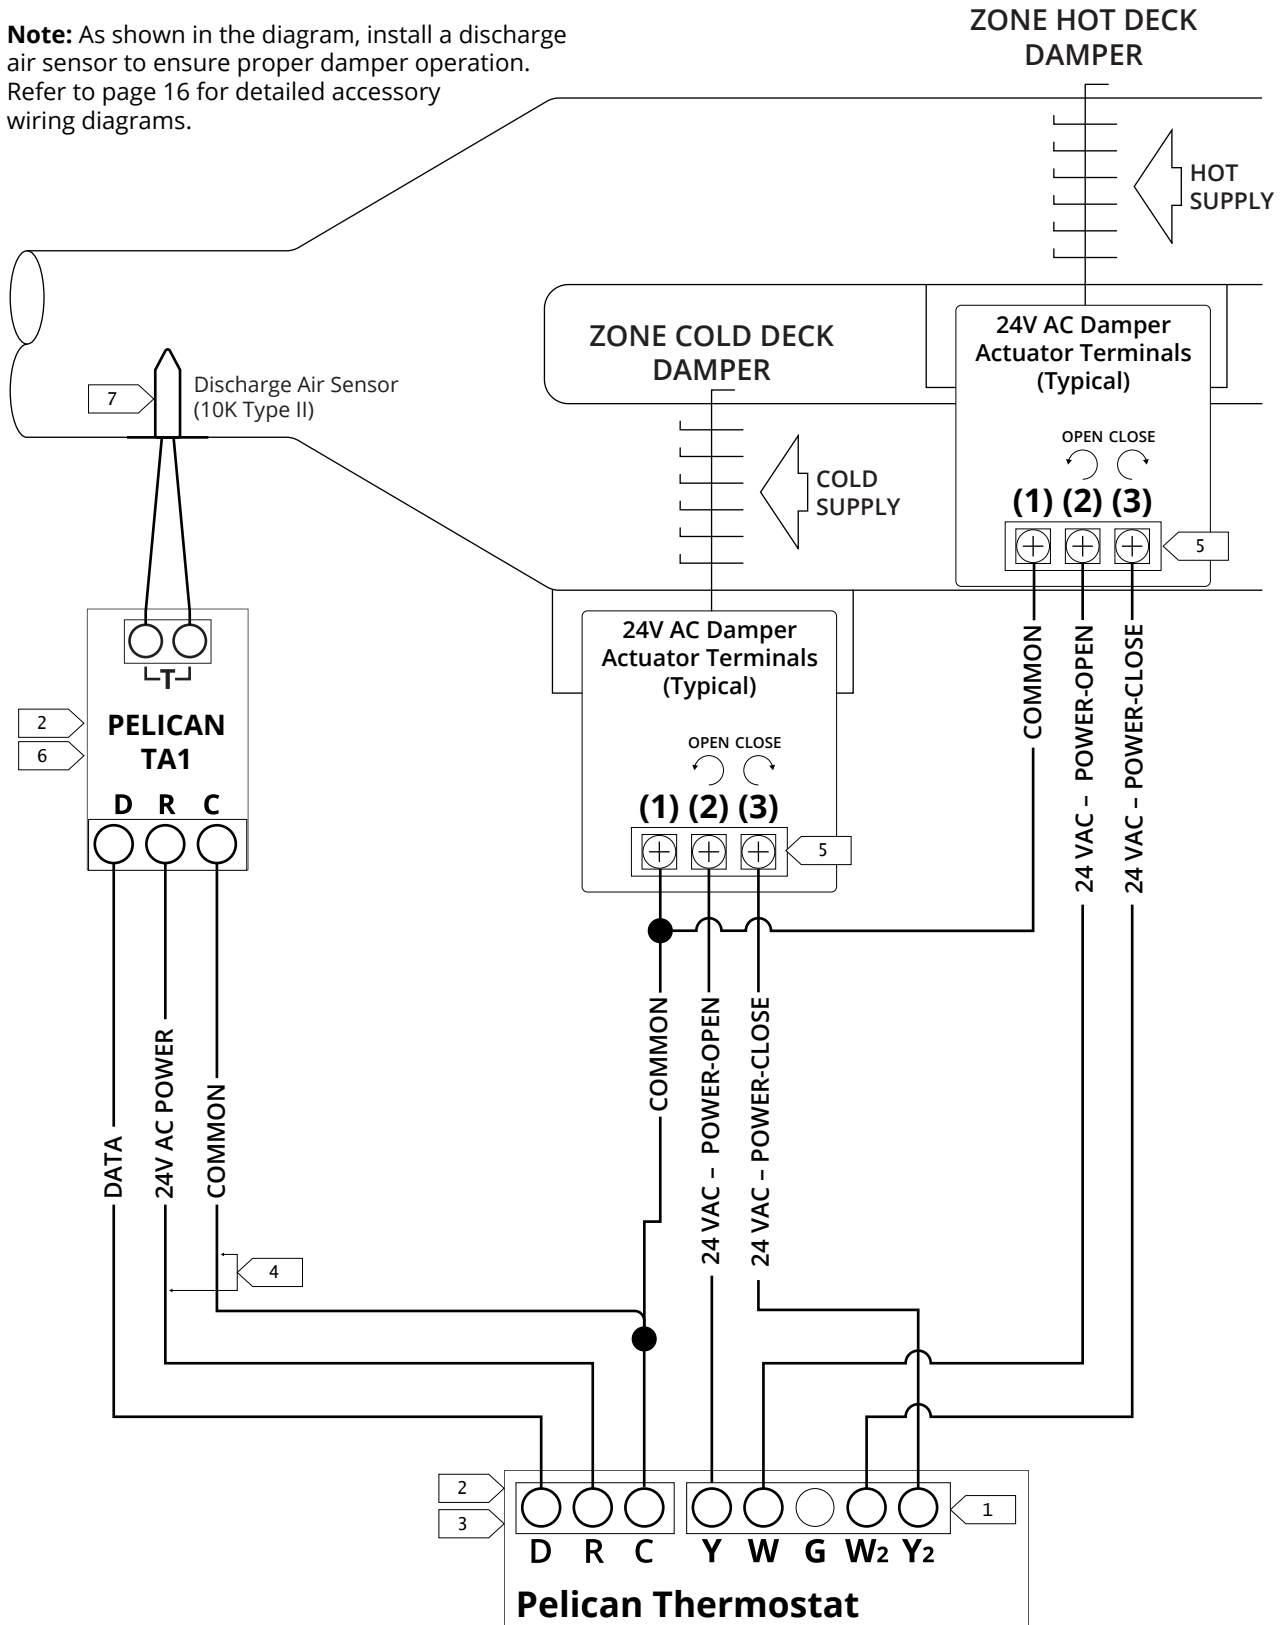 Note: As shown in the diagram, install a discharge
air sensor to ensure proper damper operation.
Refer to page 16 for detailed accessory
wiring diagrams.
ZONE HOT DECK
DAMPER
HOT
SUPPLY
ZONE COLD DECK
DAMPER
24V AC Damper
Actuator Terminals
(Typical)
OPEN CLOSE
(1) (2) (3)
5
7
Discharge Air Sensor
(10K Type II)
COLD
SUPPLY
24V AC Damper
Actuator Terminals
(Typical)
OPEN CLOSE
(1) (2) (3)
5
COMMON
24 VAC – POWER-OPEN
24 VAC – POWER-CLOSE
T
2
6
PELICAN
TA1
D R C
COMMON
24 VAC – POWER-OPEN
24 VAC – POWER-CLOSE
DATA
24V AC POWER
COMMON
4
2
3
1
D R C Y W G W2 Y2
Pelican Thermostat